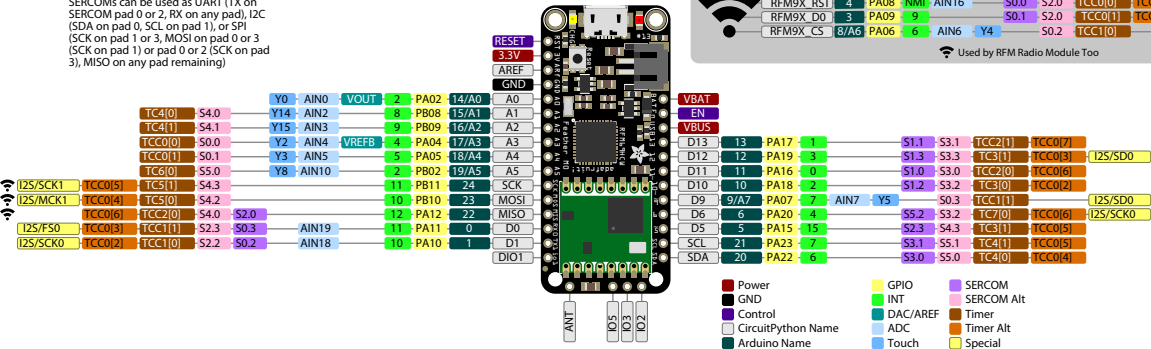 SERCOMs can be used as UART (TX on
SERCOM pad 0 or 2, RX on any pad), I2C
(SDA on pad 0, SCL on pad 1), or SPI
(SCK on pad 1 or 3, MOSI on pad 0 or 3
(SCK on pad 1) or pad 0 or 2 (SCK on pad
3), MISO on any pad remaining)
RFM9X_RST 4 PA08 NMI AIN16 S0.0 S2.0 TCC0[0]
RFM9X_D0 3 PA09 9 S0.1 S2.0 TCC0[1]
RFM9X_CS 8/A6 PA06 6 AIN6 Y4 S0.2 TCC1[0]
Used by RFM Radio Module Too
RESET
3.3V
AREF
GND
Y0 AIN0 VOUT 2 PA02 14/A0 A0
TC4[0] S4.0 Y14 AIN2 8 PB08 15/A1 A1
TC4[1] S4.1 Y15 AIN3 9 PB09 16/A2 A2
TCC0[0] S0.0 Y2 AIN4 VREFB 4 PA04 17/A3 A3
TCC0[1] S0.1 Y3 AIN5 5 PA05 18/A4 A4
TC6[0] S5.0 Y8 AIN10 2 PB02 19/A5 A5
I2S/SCK1 TCC0[5] TC5[1] S4.3 11 PB11 24 SCK
I2S/MCK1 TCC0[4] TC5[0] S4.2 10 PB10 23 MOSI
TCC0[6] TCC2[0] S4.0 S2.0 12 PA12 22 MISO
I2S/FS0 TCC0[3] TCC1[1] S2.3 S0.3 AIN19 11 PA11 0 D0
I2S/SCK0 TCC0[2] TCC1[0] S2.2 S0.2 AIN18 10 PA10 1 D1
DIO1
VBAT
EN
VBUS
D13 13 PA17 1 S1.1 S3.1 TCC2[1] TCC0[7]
D12 12 PA19 3 S1.3 S3.3 TC3[1] TCC0[3] I2S/SD0
D11 11 PA16 0 S1.0 S3.0 TCC2[0] TCC0[6]
D10 10 PA18 2 S1.2 S3.2 TC3[0] TCC0[2]
D9 9/A7 PA07 7 AIN7 Y5 S0.3 TCC1[1] I2S/SD0
D6 6 PA20 4 S5.2 S3.2 TC7[0] TCC0[6] I2S/SCK0
D5 5 PA15 15 S2.3 S4.3 TC3[1] TCC0[5]
SCL 21 PA23 7 S3.1 S5.1 TC4[1] TCC0[5]
SDA 20 PA22 6 S3.0 S5.0 TC4[0] TCC0[4]
Reset
Feather M0
RFM69HCW
adafruit
ANT
IO5
IO3
IO2
Power
GND
Control
CircuitPython Name
Arduino Name
GPIO
INT
DAC/AREF
ADC
Touch
SERCOM
SERCOM Alt
Timer
Timer Alt
Special